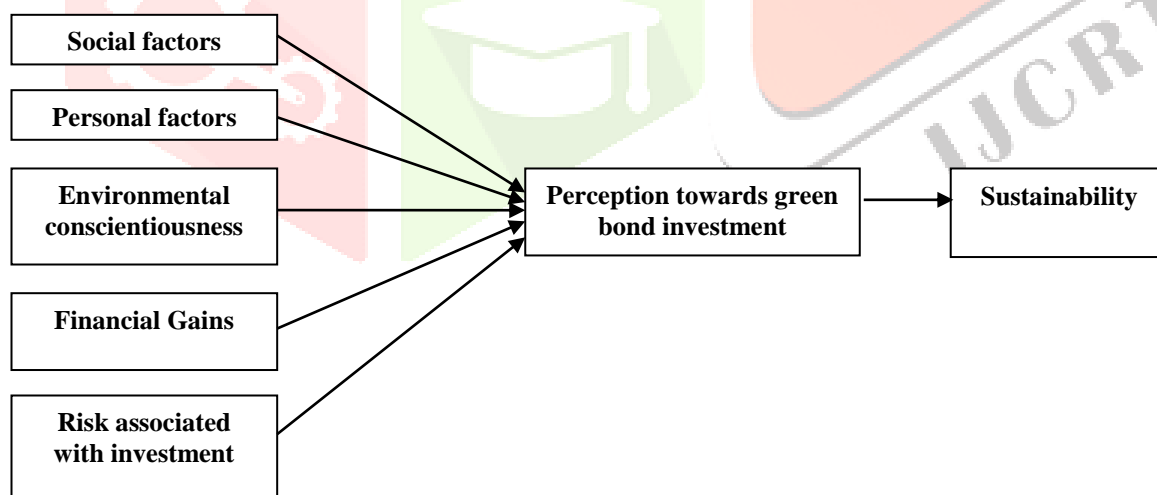 Social factors
Personal factors
Environmental
conscientiousness
Financial Gains
Risk associated
with investment
Perception towards green
bond investment
Sustainability
IJCR